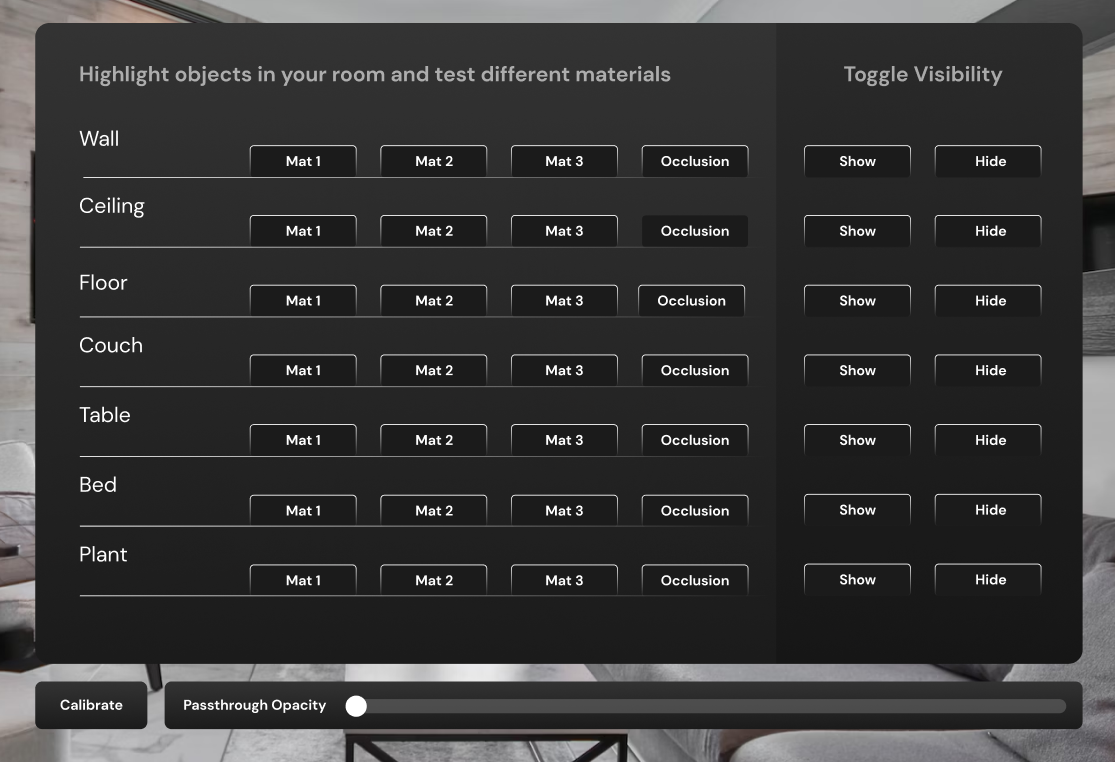 Highlight objects in your room and test different materials
Toggle Visibility
Wall
Mat 1 Mat 2 Mat 3 Occlusion Show Hide
Ceiling
Mat 1 Mat 2 Mat 3 Occlusion Show Hide
Floor
Mat 1 Mat 2 Mat 3 Occlusion Show Hide
Couch
Mat 1 Mat 2 Mat 3 Occlusion Show Hide
Table
Mat 1 Mat 2 Mat 3 Occlusion Show Hide
Bed
Mat 1 Mat 2 Mat 3 Occlusion Show Hide
Plant
Mat 1 Mat 2 Mat 3 Occlusion Show Hide
Calibrate
Passthrough Opacity